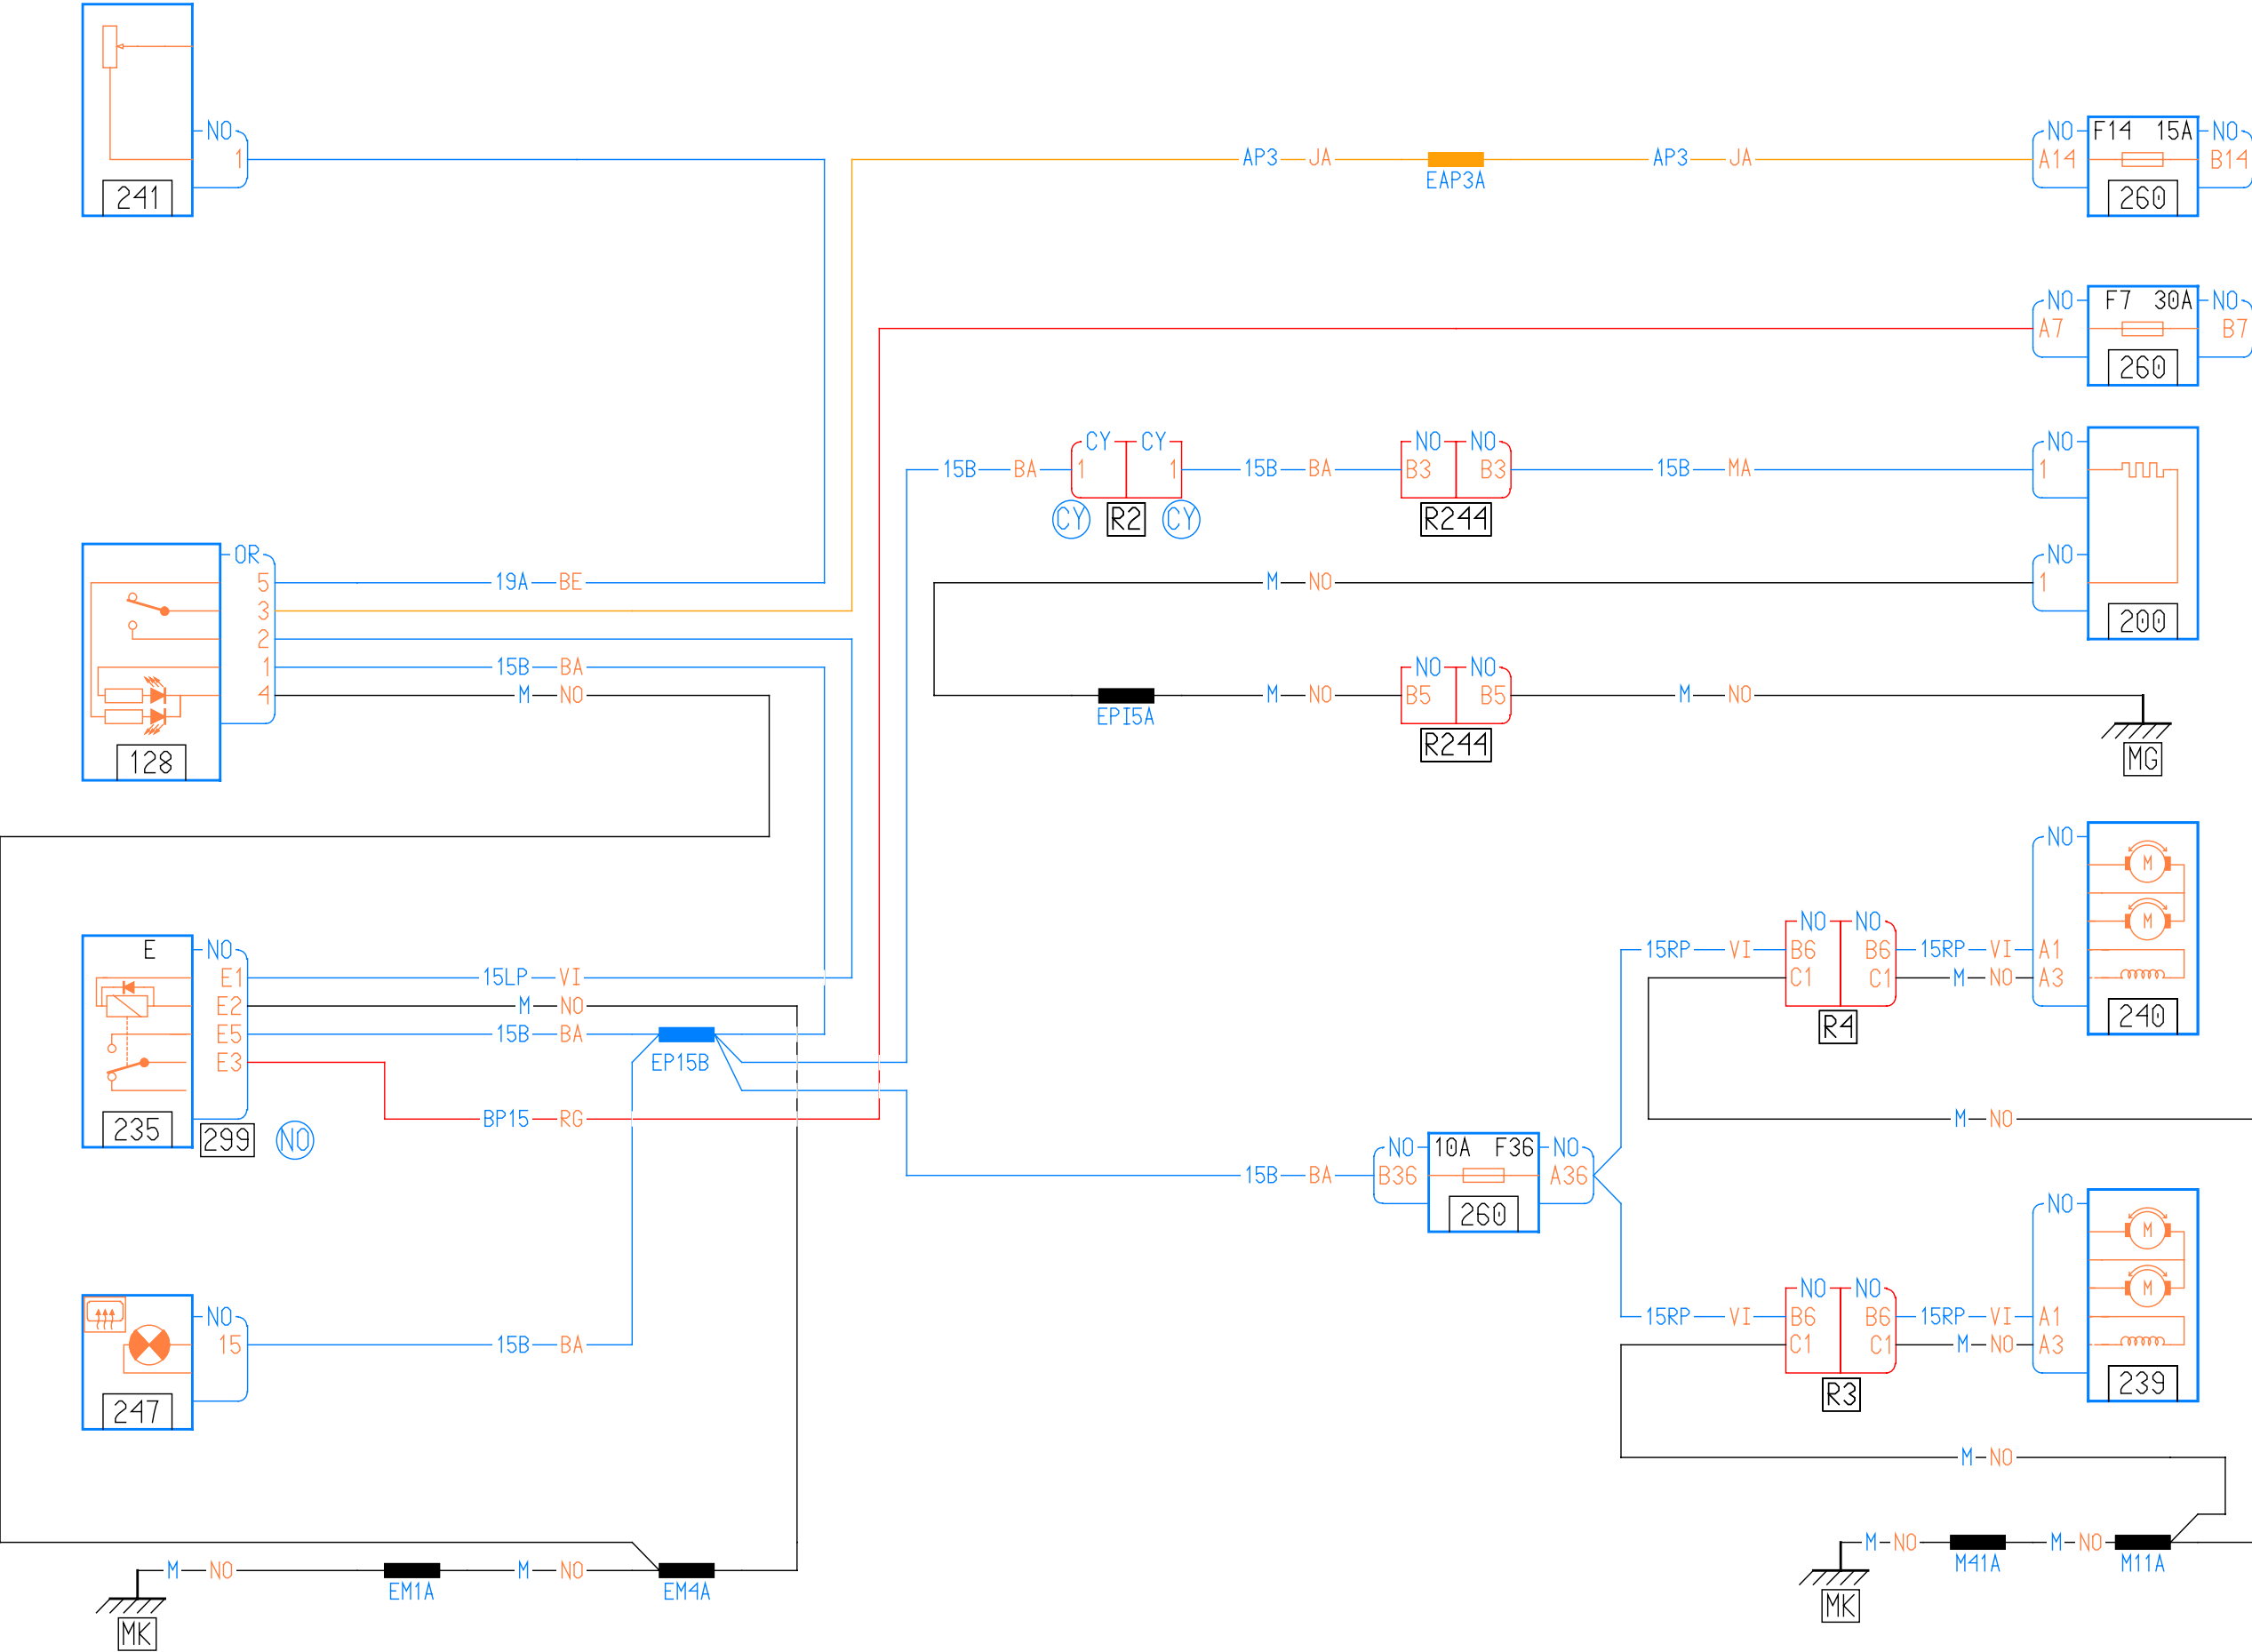 NO
1
241
AP3 JA
EAP3A
AP3 JA
NO F14 15A NO
A14 B14
260
NO F7 30A NO
A7 B7
260
15B BA
CY CY
1 1
CY R2 CY
15B BA
NO NO
B3 B3
R244
15B MA
NO
1
NO
1
200
OR
5 19A BE
3
2
1 15B BA
4 M NO
128
M NO
EPI5A
M NO
NO NO
B5 B5
R244
M NO
MG
E NO
E1 15LP VI
E2 M NO
E5 15B BA
E3
EP15B
BP15 RG
235
299 NO
15RP VI
NO NO
B6 B6
C1 C1
R4
15RP VI
M NO
NO
A1
A3
240
M NO
15B BA
NO 10A F36 NO
B36 A36
260
NO
15 15B BA
247
15RP VI
NO NO
B6 B6
C1 C1
R3
15RP VI
M NO
NO
A1
A3
239
M NO
M NO
EM1A
M NO
EM4A
MK
M NO
M41A
M NO
M11A
MK
M
M
M
M